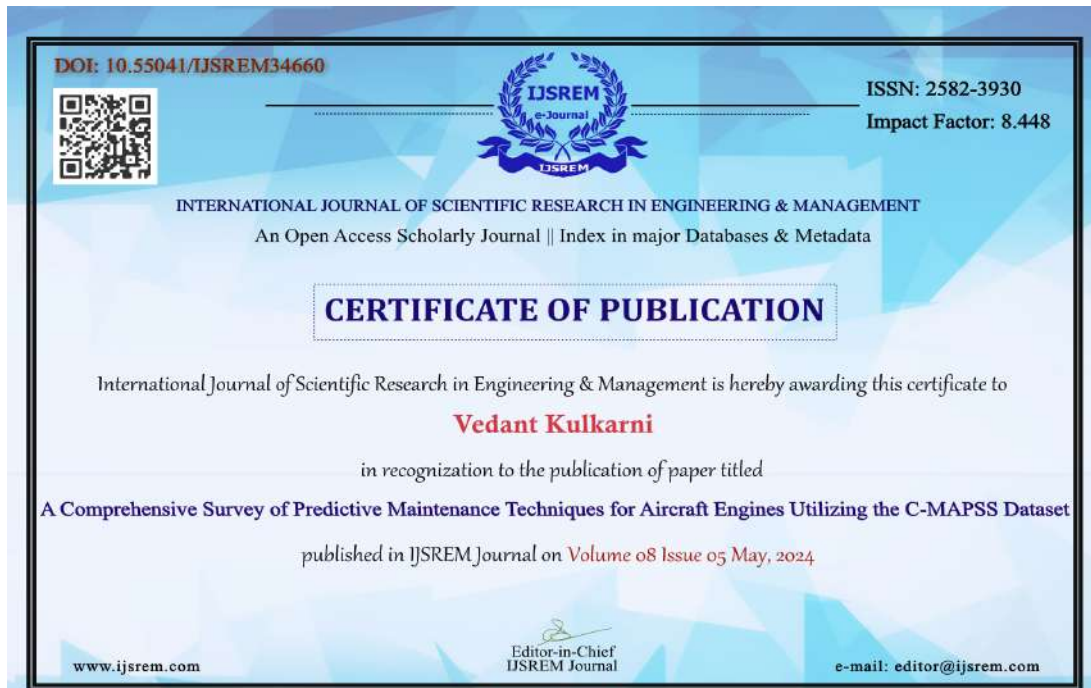 DOI: 10.55041/IJSREM34660
IJSREM
e-Journal
IJSREM
ISSN: 2582-3930
Impact Factor: 8.448
INTERNATIONAL JOURNAL OF SCIENTIFIC RESEARCH IN ENGINEERING & MANAGEMENT
An Open Access Scholarly Journal || Index in major Databases & Metadata
CERTIFICATE OF PUBLICATION
International Journal of Scientific Research in Engineering & Management is hereby awarding this certificate to
Vedant Kulkarni
in recognition to the publication of paper titled
A Comprehensive Survey of Predictive Maintenance Techniques for Aircraft Engines Utilizing the C-MAPSS Dataset
published in IJSREM Journal on Volume 08 Issue 05 May, 2024
www.ijsrem.com
Editor-in-Chief
IJSREM Journal
e-mail: editor@ijsrem.com